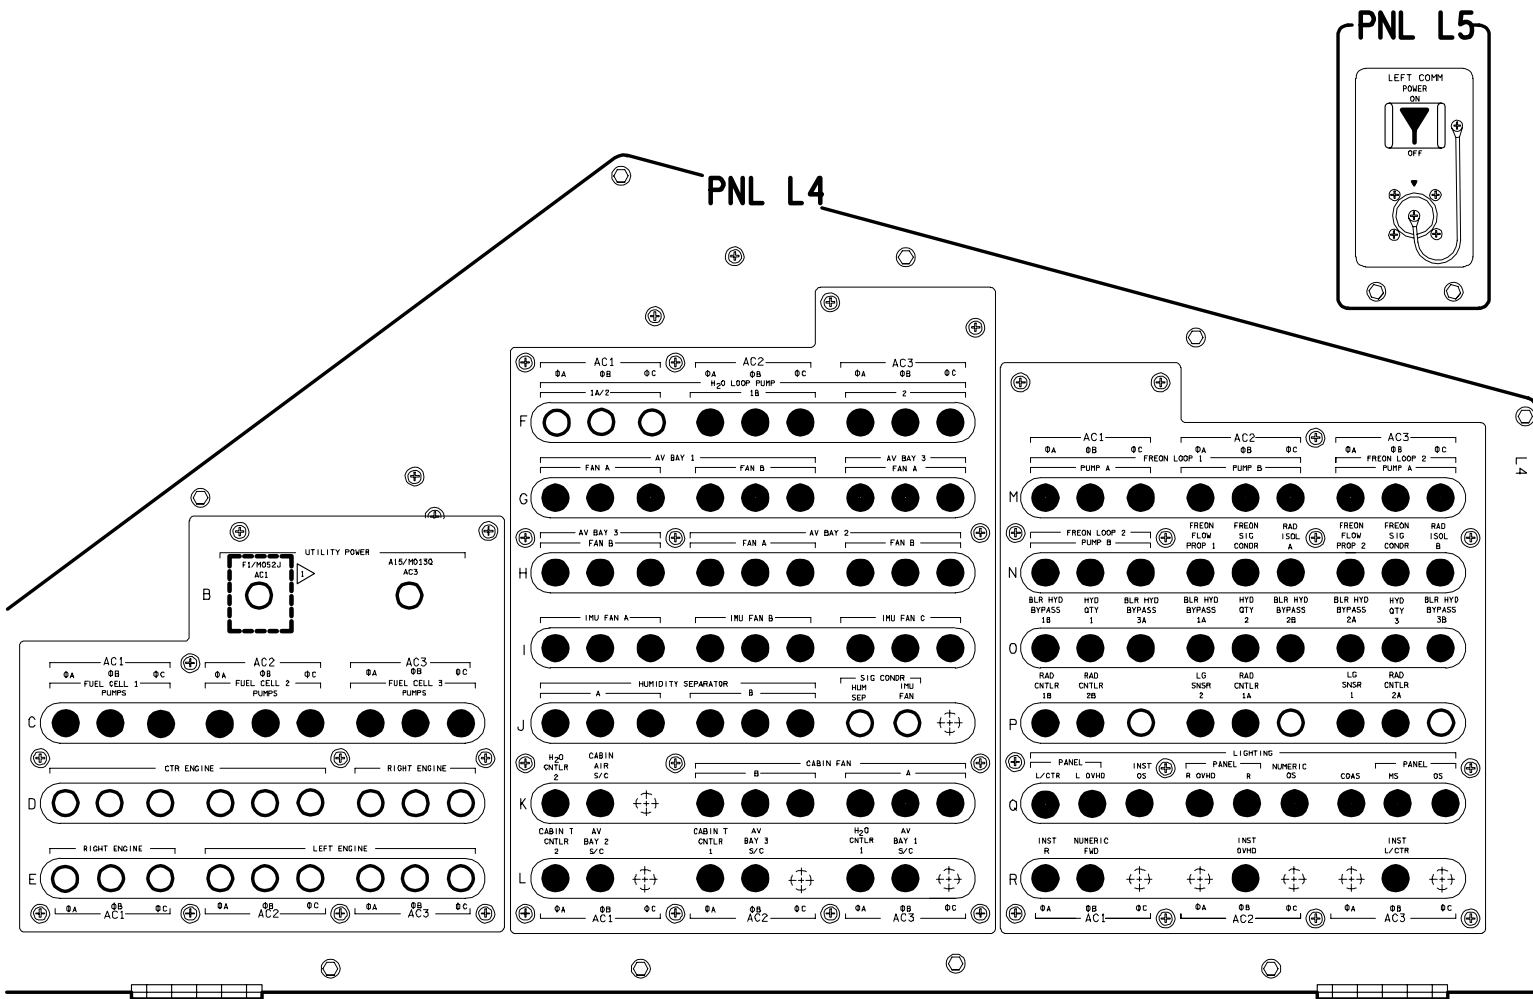 PNL L5
LEFT COMM
POWER
ON
OFF
PNL L4
L4
UTILITY POWER
F1/MO52J
AC1
1
A15/MO13Q
AC3
B
AC1 AC2 AC3
ΦA ΦB ΦC ΦA ΦB ΦC ΦA ΦB ΦC
FUEL CELL 1 FUEL CELL 2 FUEL CELL 3
PUMPS PUMPS PUMPS
C
CTR ENGINE RIGHT ENGINE
D
RIGHT ENGINE LEFT ENGINE
E
ΦA ΦB ΦC ΦA ΦB ΦC ΦA ΦB ΦC
AC1 AC2 AC3
AC1 AC2 AC3
ΦA ΦB ΦC ΦA ΦB ΦC ΦA ΦB ΦC
H2O LOOP PUMP
1A/2 1B 2
F
AV BAY 1 AV BAY 3
FAN A FAN B FAN A
G
AV BAY 3 AV BAY 2
FAN B FAN A FAN B
H
IMU FAN A IMU FAN B IMU FAN C
I
HUMIDITY SEPARATOR SIG CONDR
A B HUM IMU
SEP FAN
J
H2O CABIN CABIN FAN
CNTLR AIR B A
2 S/C
K
CABIN T AV CABIN T AV H2O AV
CNTLR BAY 2 CNTLR BAY 3 CNTLR BAY 1
2 S/C 1 S/C 1 S/C
L
ΦA ΦB ΦC ΦA ΦB ΦC ΦA ΦB ΦC
AC1 AC2 AC3
AC1 AC2 AC3
ΦA ΦB ΦC ΦA ΦB ΦC ΦA ΦB ΦC
FREON LOOP 1 FREON LOOP 2
PUMP A PUMP B PUMP A
M
FREON LOOP 2 FREON FREON RAD FREON FREON RAD
PUMP B FLOW SIG ISOL FLOW SIG ISOL
PROP 1 CONDR A PROP 2 CONDR B
N
BLR HYD HYD BLR HYD BLR HYD HYD BLR HYD BLR HYD HYD BLR HYD
BYPASS QTY BYPASS BYPASS QTY BYPASS BYPASS QTY BYPASS
1B 1 3A 1A 2 2B 2A 3 3B
O
RAD RAD LG RAD LG RAD
CNTLR CNTLR SNSR CNTLR SNSR CNTLR
1B 2B 2 1A 1 2A
P
LIGHTING
PANEL INST PANEL NUMERIC PANEL
L/CTR L OVHD OS R OVHD R OS COAS MS OS
Q
INST NUMERIC INST INST
R FWD OVHD L/CTR
R
ΦA ΦB ΦC ΦA ΦB ΦC ΦA ΦB ΦC
AC1 AC2 AC3